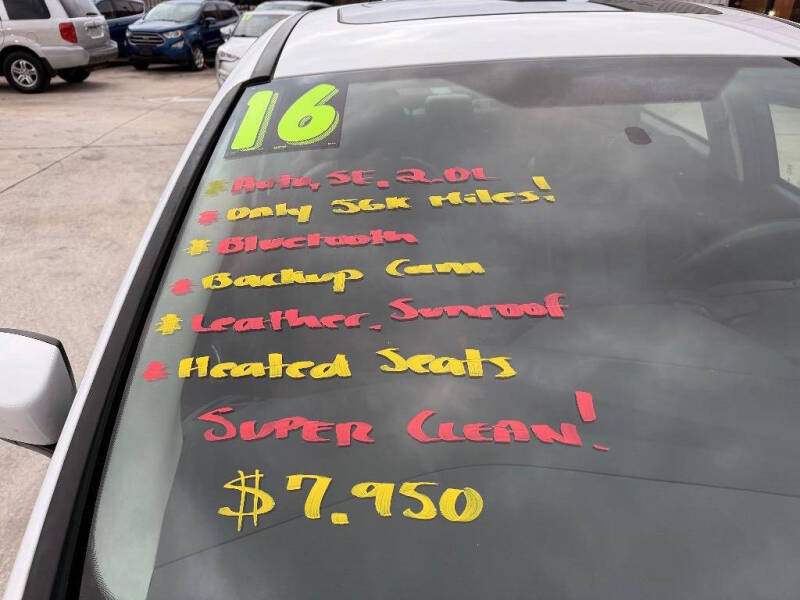 16
* Auto, SE, 2.0L
* Only 56K Miles!
* Bluetooth
* Backup Cam
* Leather, Sunroof
* Heated Seats
SUPER CLEAN!
$7,950